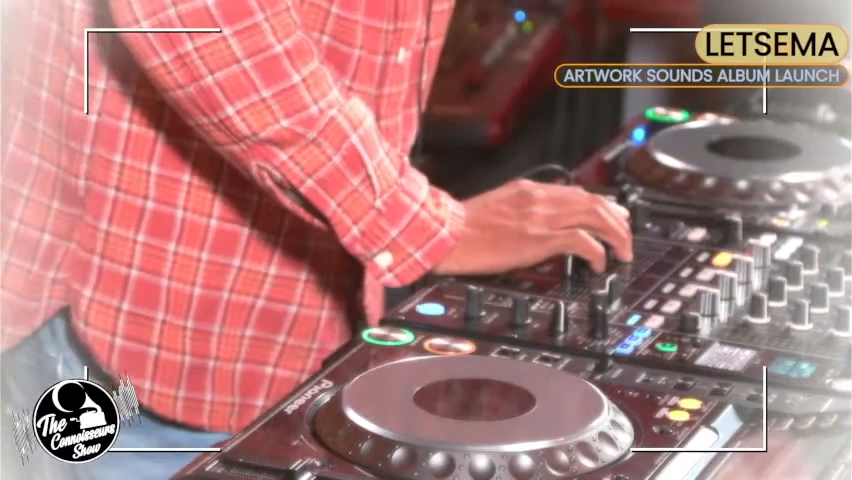 LETSEMA
ARTWORK SOUNDS ALBUM LAUNCH
Pioneer
The
Connoisseurs
Show